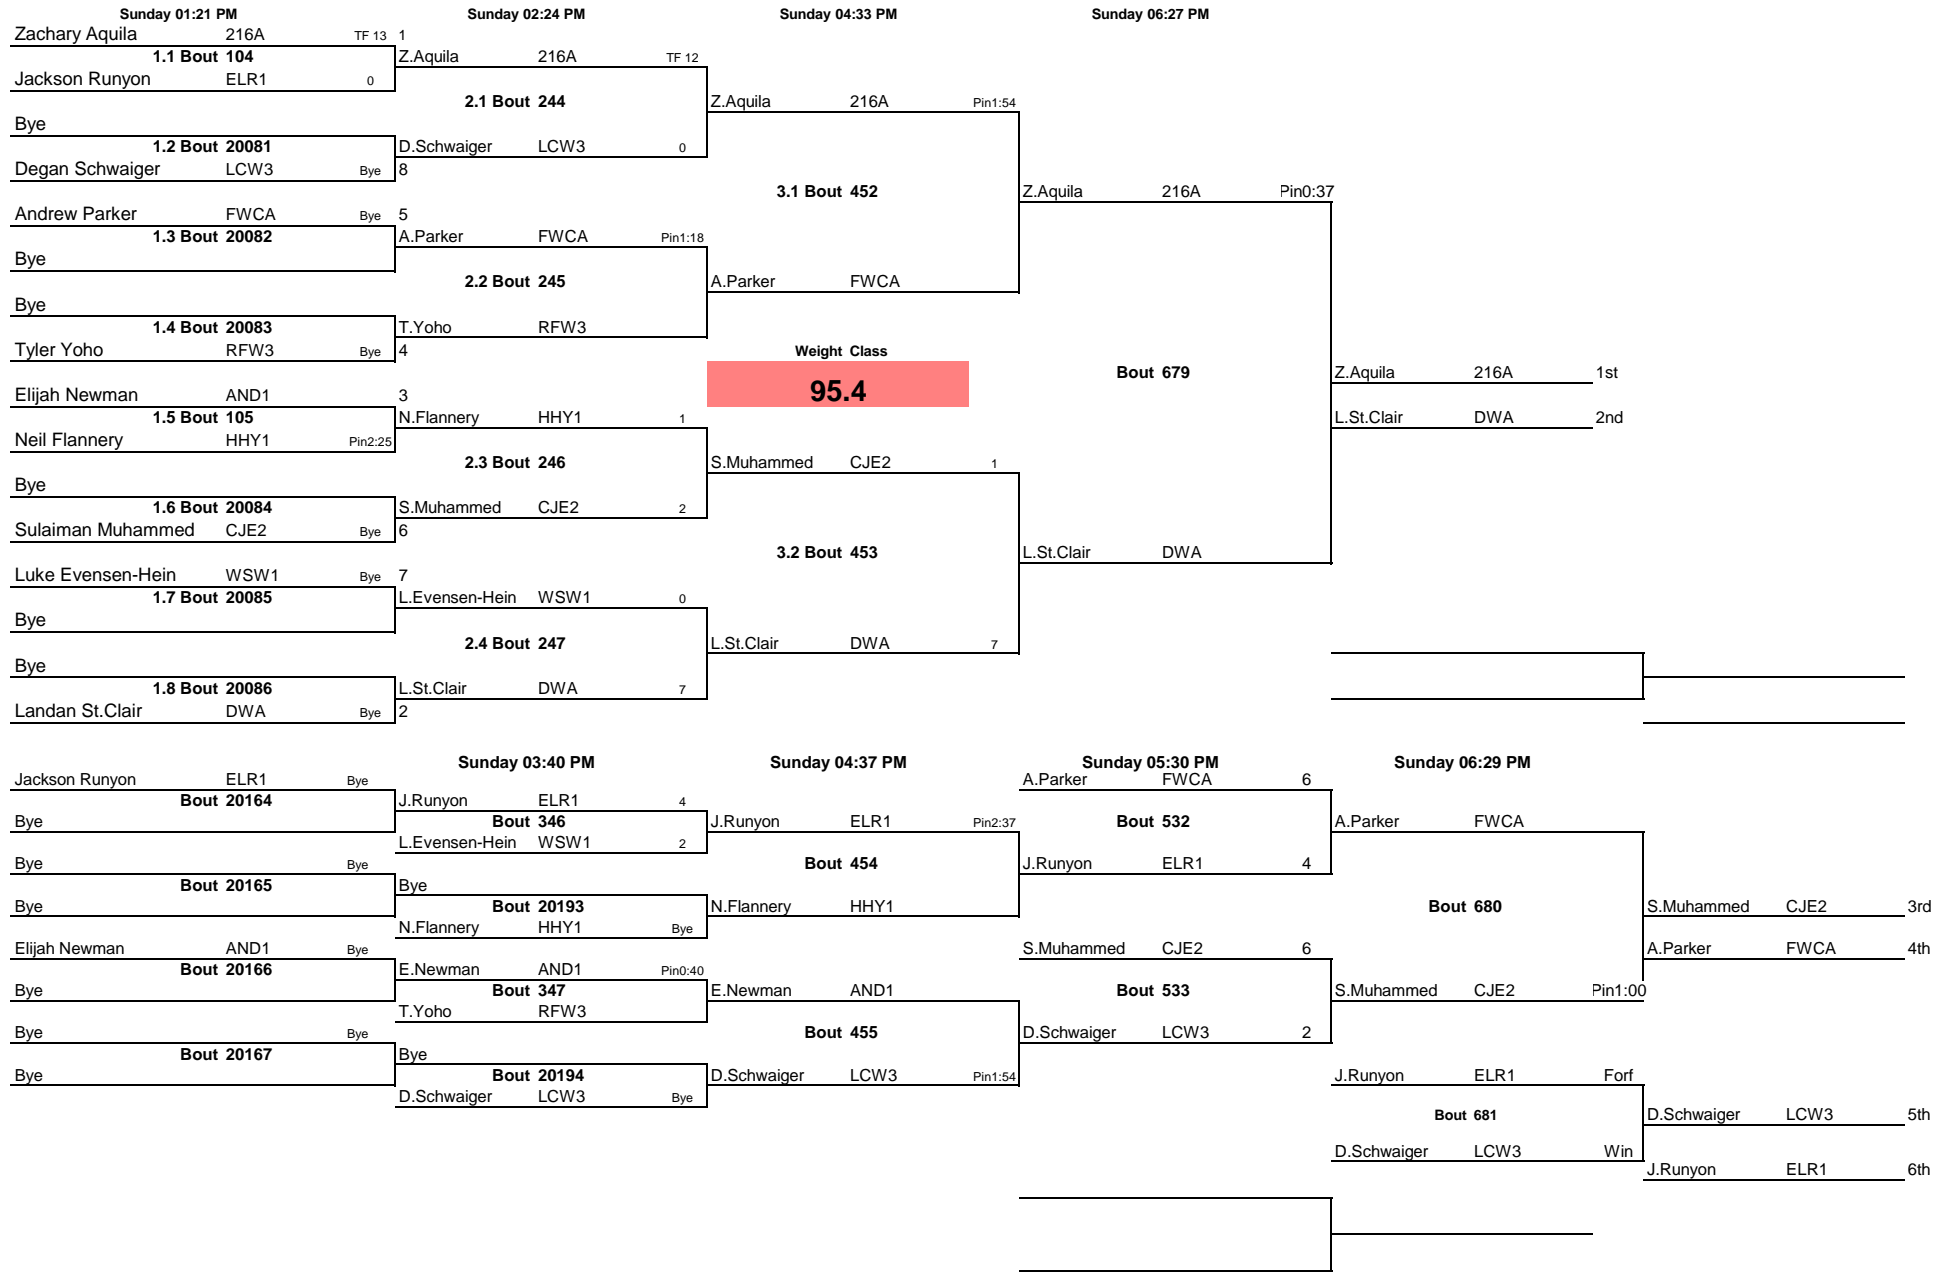 Sunday 01:21 PM Sunday 02:24 PM Sunday 04:33 PM Sunday 06:27 PM
Zachary Aquila 216A TF 13 1
1.1 Bout 104 Z.Aquila 216A TF 12
Jackson Runyon ELR1 0
2.1 Bout 244 Z.Aquila 216A Pin1:54
Bye
1.2 Bout 20081 D.Schwaiger LCW3 0
Degan Schwaiger LCW3 Bye 8
3.1 Bout 452 Z.Aquila 216A Pin0:37
Andrew Parker FWCA Bye 5
1.3 Bout 20082 A.Parker FWCA Pin1:18
Bye
2.2 Bout 245 A.Parker FWCA
Bye
1.4 Bout 20083 T.Yoho RFW3
Tyler Yoho RFW3 Bye 4 Weight Class
Bout 679 Z.Aquila 216A 1st
Elijah Newman AND1 3 95.4
1.5 Bout 105 N.Flannery HHY1 1 L.St.Clair DWA 2nd
Neil Flannery HHY1 Pin2:25
2.3 Bout 246 S.Muhammed CJE2 1
Bye
1.6 Bout 20084 S.Muhammed CJE2 2
Sulaiman Muhammed CJE2 Bye 6
3.2 Bout 453 L.St.Clair DWA
Luke Evensen-Hein WSW1 Bye 7
1.7 Bout 20085 L.Evensen-Hein WSW1 0
Bye
2.4 Bout 247 L.St.Clair DWA 7
Bye
1.8 Bout 20086 L.St.Clair DWA 7
Landan St.Clair DWA Bye 2
Sunday 03:40 PM Sunday 04:37 PM Sunday 05:30 PM Sunday 06:29 PM
Jackson Runyon ELR1 Bye A.Parker FWCA 6
Bout 20164 J.Runyon ELR1 4
Bye Bout 346 J.Runyon ELR1 Pin2:37 Bout 532 A.Parker FWCA
L.Evensen-Hein WSW1 2
Bye Bye Bout 454 J.Runyon ELR1 4
Bout 20165 Bye
Bye Bout 20193 N.Flannery HHY1 Bout 680 S.Muhammed CJE2 3rd
N.Flannery HHY1 Bye
Elijah Newman AND1 Bye S.Muhammed CJE2 6 A.Parker FWCA 4th
Bout 20166 E.Newman AND1 Pin0:40
Bye Bout 347 E.Newman AND1 Bout 533 S.Muhammed CJE2 Pin1:00
T.Yoho RFW3
Bye Bye Bout 455 D.Schwaiger LCW3 2
Bout 20167 Bye
Bye Bout 20194 D.Schwaiger LCW3 Pin1:54 J.Runyon ELR1 Forf
D.Schwaiger LCW3 Bye
Bout 681 D.Schwaiger LCW3 5th
D.Schwaiger LCW3 Win
J.Runyon ELR1 6th